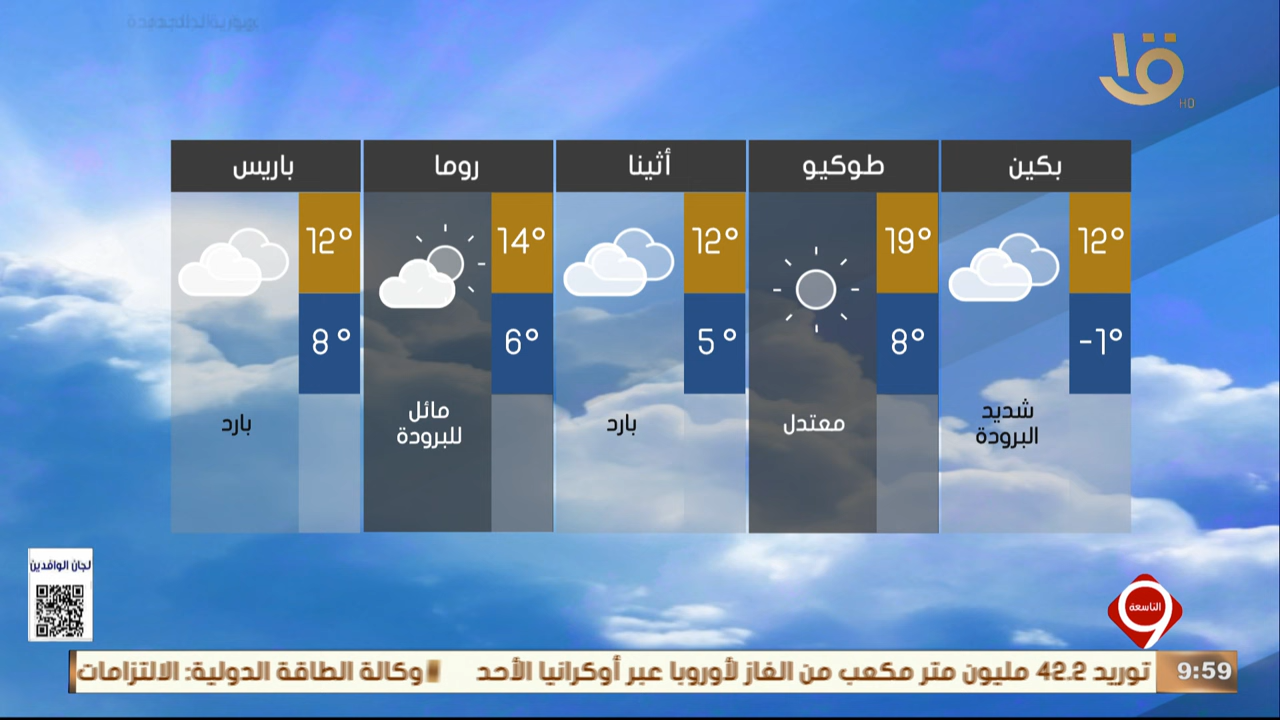 HD
بكين
12°
-1°
شديد
البرودة
طوكيو
19°
8°
معتدل
أثينا
12°
5°
بارد
روما
14°
6°
مائل
للبرودة
باريس
12°
8°
بارد
لجان الوافدين
التاسعة
9
9:59
توريد 42.2 مليون متر مكعب من الغاز لأوروبا عبر أوكرانيا الأحد
وكالة الطاقة الدولية: الالتزامات